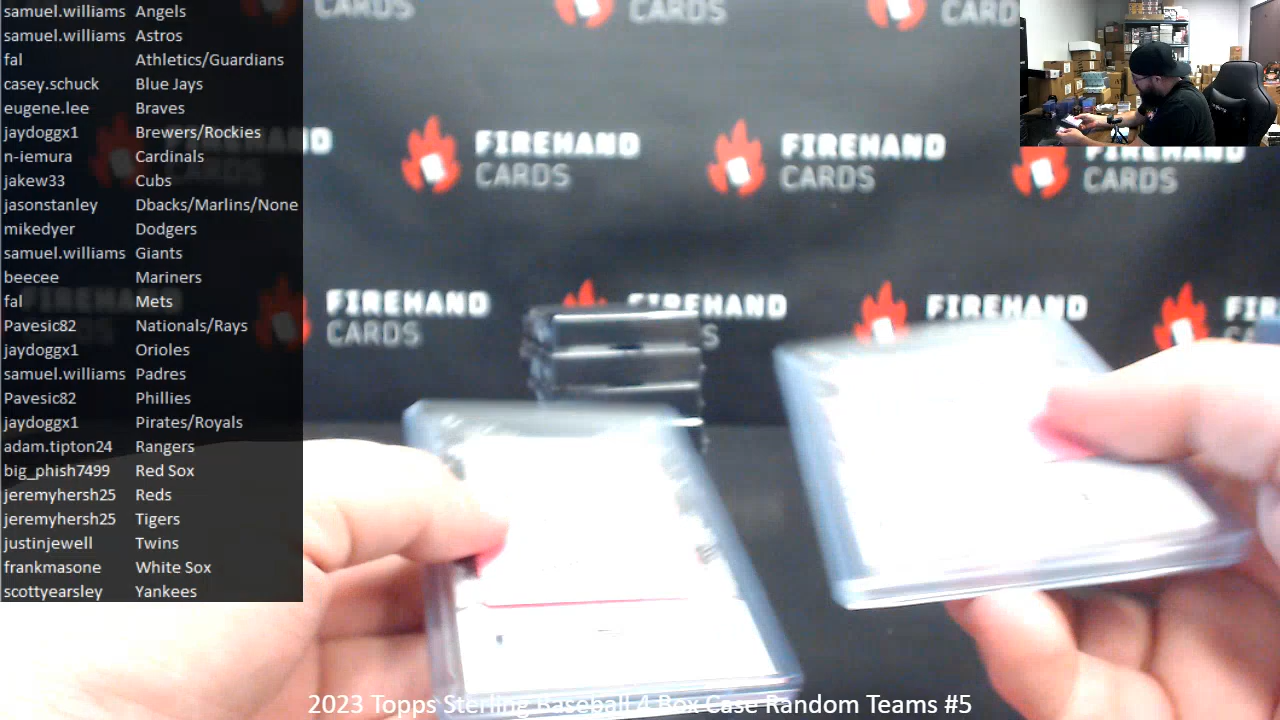 samuel.williams Angels
samuel.williams Astros
fal Athletics/Guardians
casey.schuck Blue Jays
eugene.lee Braves
jaydoggx1 Brewers/Rockies
n-iemura Cardinals
jakew33 Cubs
jasonstanley Dbacks/Marlins/None
mikedyer Dodgers
samuel.williams Giants
beecee Mariners
fal Mets
Pavesic82 Nationals/Rays
jaydoggx1 Orioles
samuel.williams Padres
Pavesic82 Phillies
jaydoggx1 Pirates/Royals
adam.tipton24 Rangers
big_phish7499 Red Sox
jeremyhersh25 Reds
jeremyhersh25 Tigers
justinjewell Twins
frankmasone White Sox
scottyearsley Yankees
CARDS
CARDS
CARD
FIREHAND
CARDS
FIREHAND
CARDS
FIREHAND
CARDS
FIREHAND
CARDS
FIREHAND
FIREHAND
CARDS
2023 Topps Sterling Baseball 4 Box Case Random Teams #5